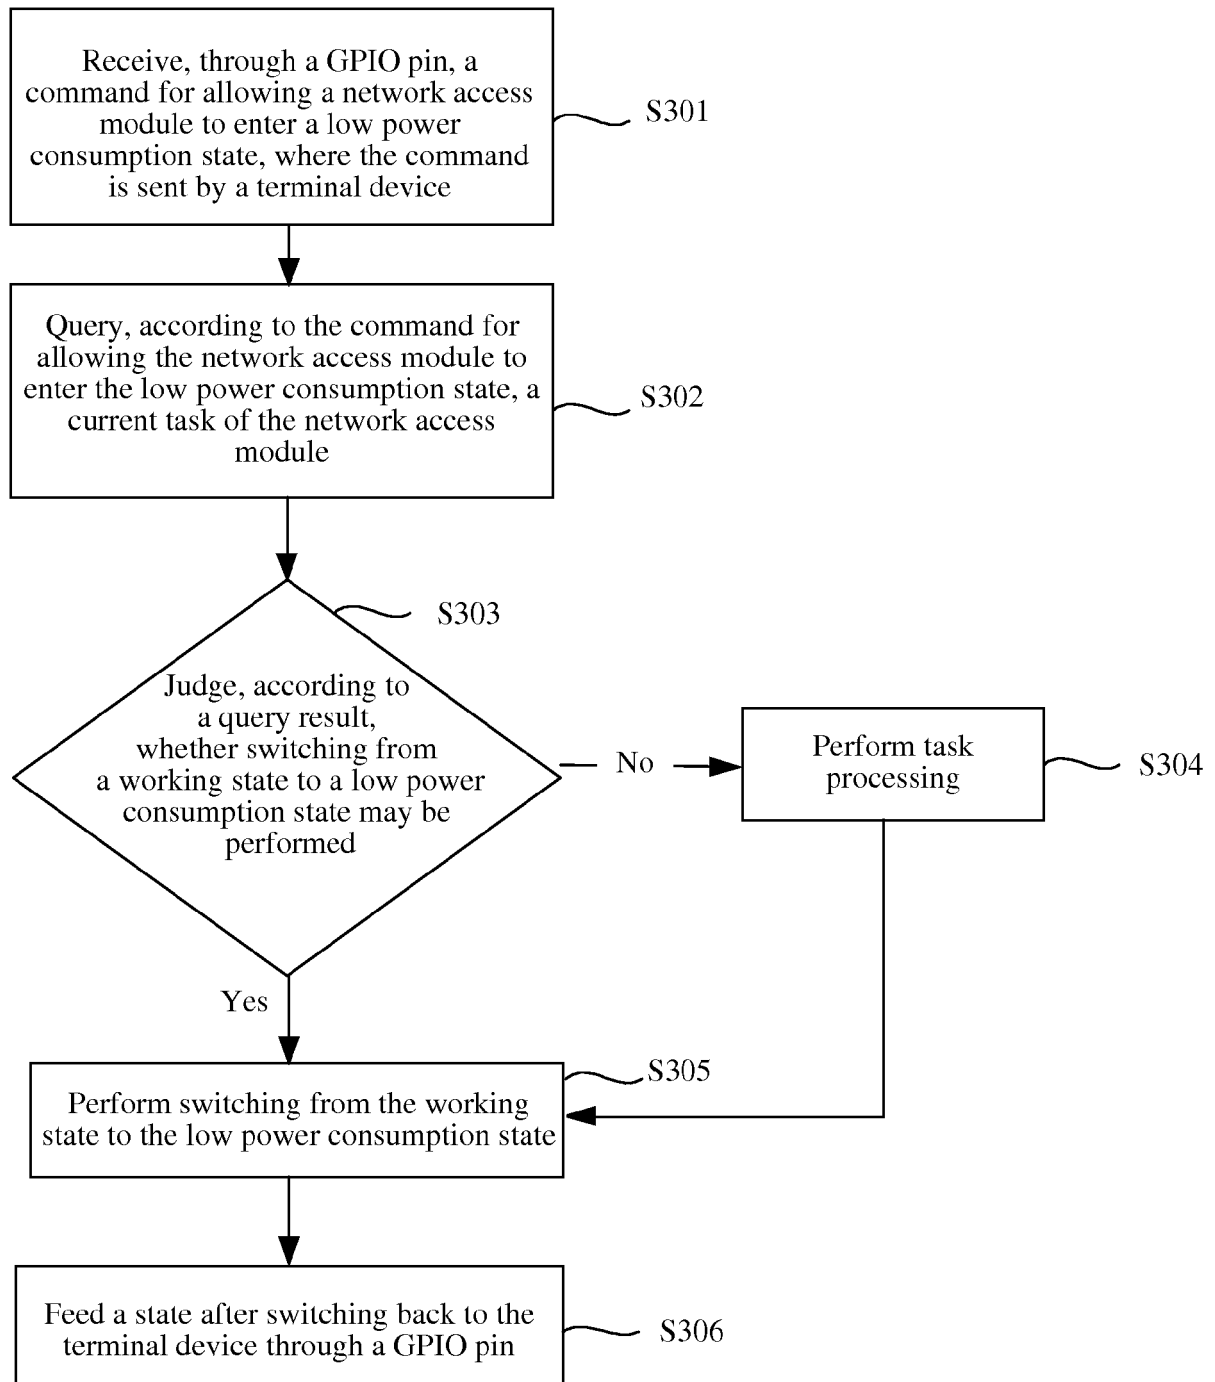 Receive, through a GPIO pin, a
command for allowing a network access
module to enter a low power
consumption state, where the command
is sent by a terminal device
S301
Query, according to the command for
allowing the network access module to
enter the low power consumption state, a
current task of the network access
module
S302
S303
Judge, according to
a query result,
whether switching from
a working state to a low power
consumption state may be
performed
No
Perform task
processing
S304
Yes
S305
Perform switching from the working
state to the low power consumption state
Feed a state after switching back to the
terminal device through a GPIO pin
S306